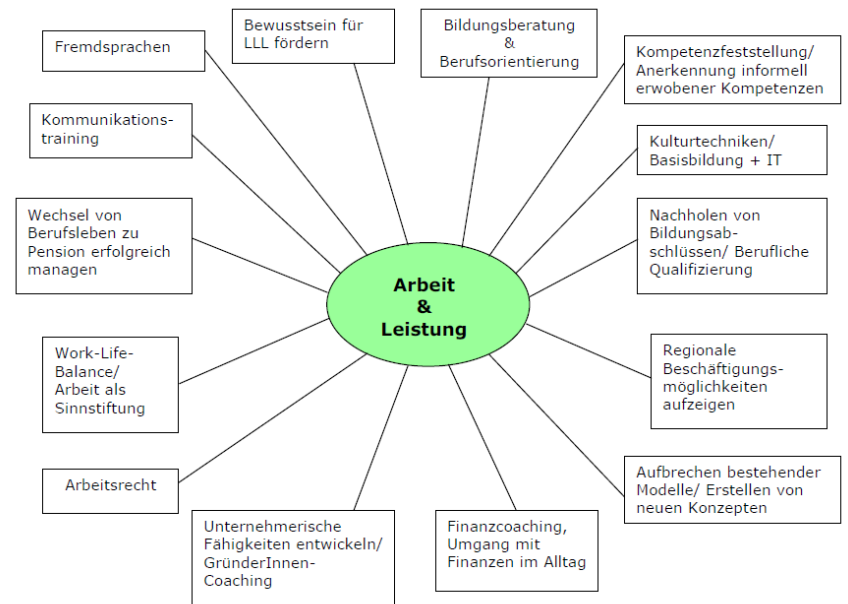 Bewusstsein für
LLL fördern
Bildungsberatung
&
Berufsorientierung
Fremdsprachen
Kompetenzfeststellung/
Anerkennung informell
erwobener Kompetenzen
Kommunikations-
training
Kulturtechniken/
Basisbildung + IT
Wechsel von
Berufsleben zu
Pension erfolgreich
managen
Nachholen von
Bildungsab-
schlüssen/ Berufliche
Qualifizierung
Arbeit
&
Leistung
Work-Life-
Balance/
Arbeit als
Sinnstiftung
Regionale
Beschäftigungs-
möglichkeiten
aufzeigen
Arbeitsrecht
Aufbrechen bestehender
Modelle/ Erstellen von
neuen Konzepten
Unternehmerische
Fähigkeiten entwickeln/
GründerInnen-
Coaching
Finanzcoaching,
Umgang mit
Finanzen im Alltag